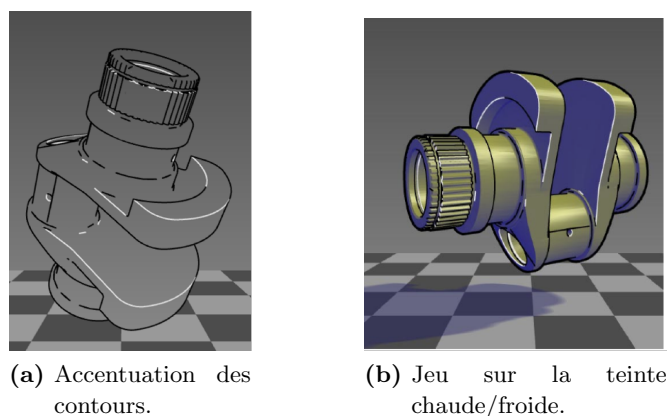 (a) Accentuation des
contours.
(b) Jeu sur la teinte
chaude/froide.